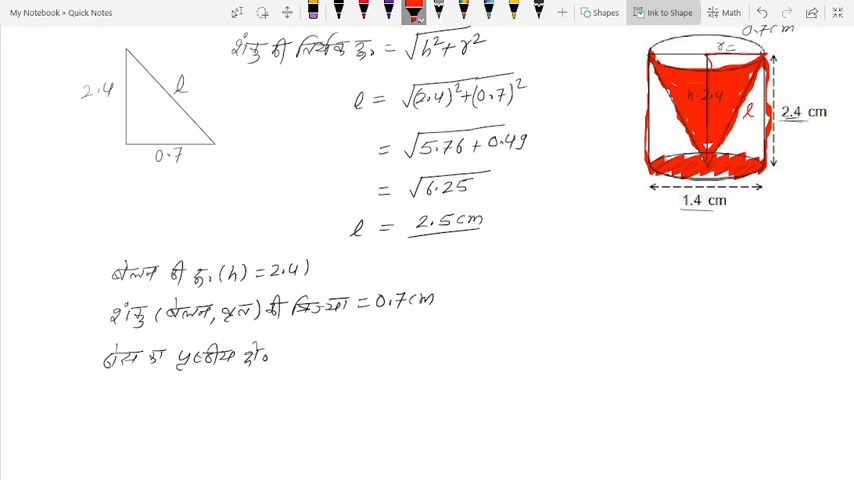 My Notebook » Quick Notes
Shapes
Ink to Shape
Math
शंकु की तिर्यक ऊँ. = √h²+r²
2.4
l
0.7
l = √(2.4)²+(0.7)²
= √5.76+0.49
= √6.25
l = 2.5cm
0.7cm
r=
h=2.4
l
2.4 cm
1.4 cm
बेलन की ऊँ. (h) = 2.4)
शंकु (बेलन, वृत्त) की त्रिज्या = 0.7cm
ठोस का पृष्ठीय क्षे०